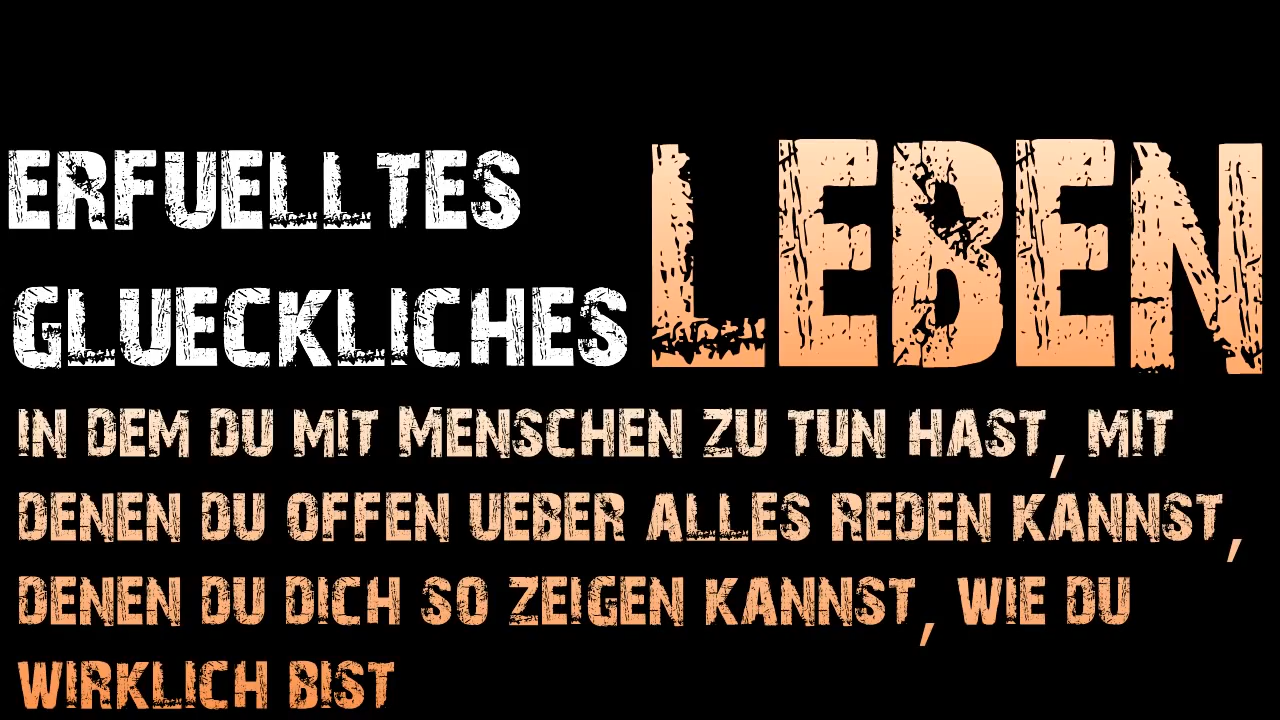 ERFUELLTES
GLUECKLICHES LEBEN
IN DEM DU MIT MENSCHEN ZU TUN HAST, MIT
DENEN DU OFFEN UEBER ALLES REDEN KANNST,
DENEN DU DICH SO ZEIGEN KANNST, WIE DU
WIRKLICH BIST